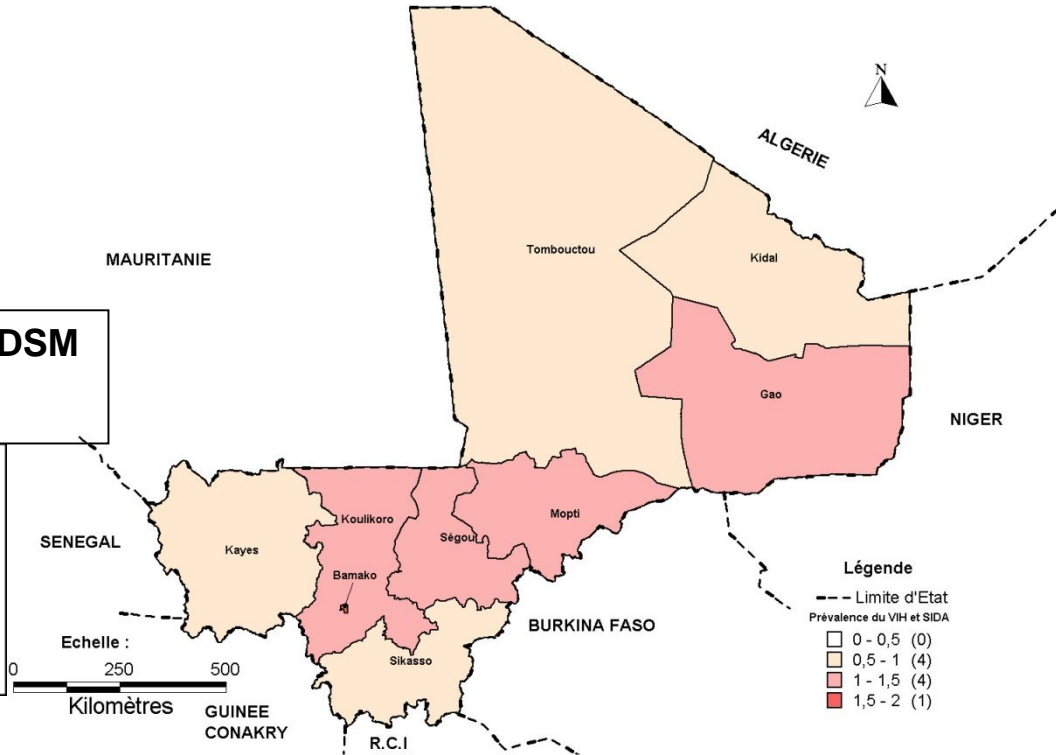 N
ALGERIE
MAURITANIE
Tombouctou
Kidal
DSM
Gao
NIGER
Koulikoro
Mopti
Ségou
SENEGAL
Kayes
Bamako
BURKINA FASO
Sikasso
Echelle :
0 250 500
Kilomètres
GUINEE
CONAKRY
R.C.I
Légende
Limite d'Etat
Prévalence du VIH et SIDA
0 - 0,5 (0)
0,5 - 1 (4)
1 - 1,5 (4)
1,5 - 2 (1)